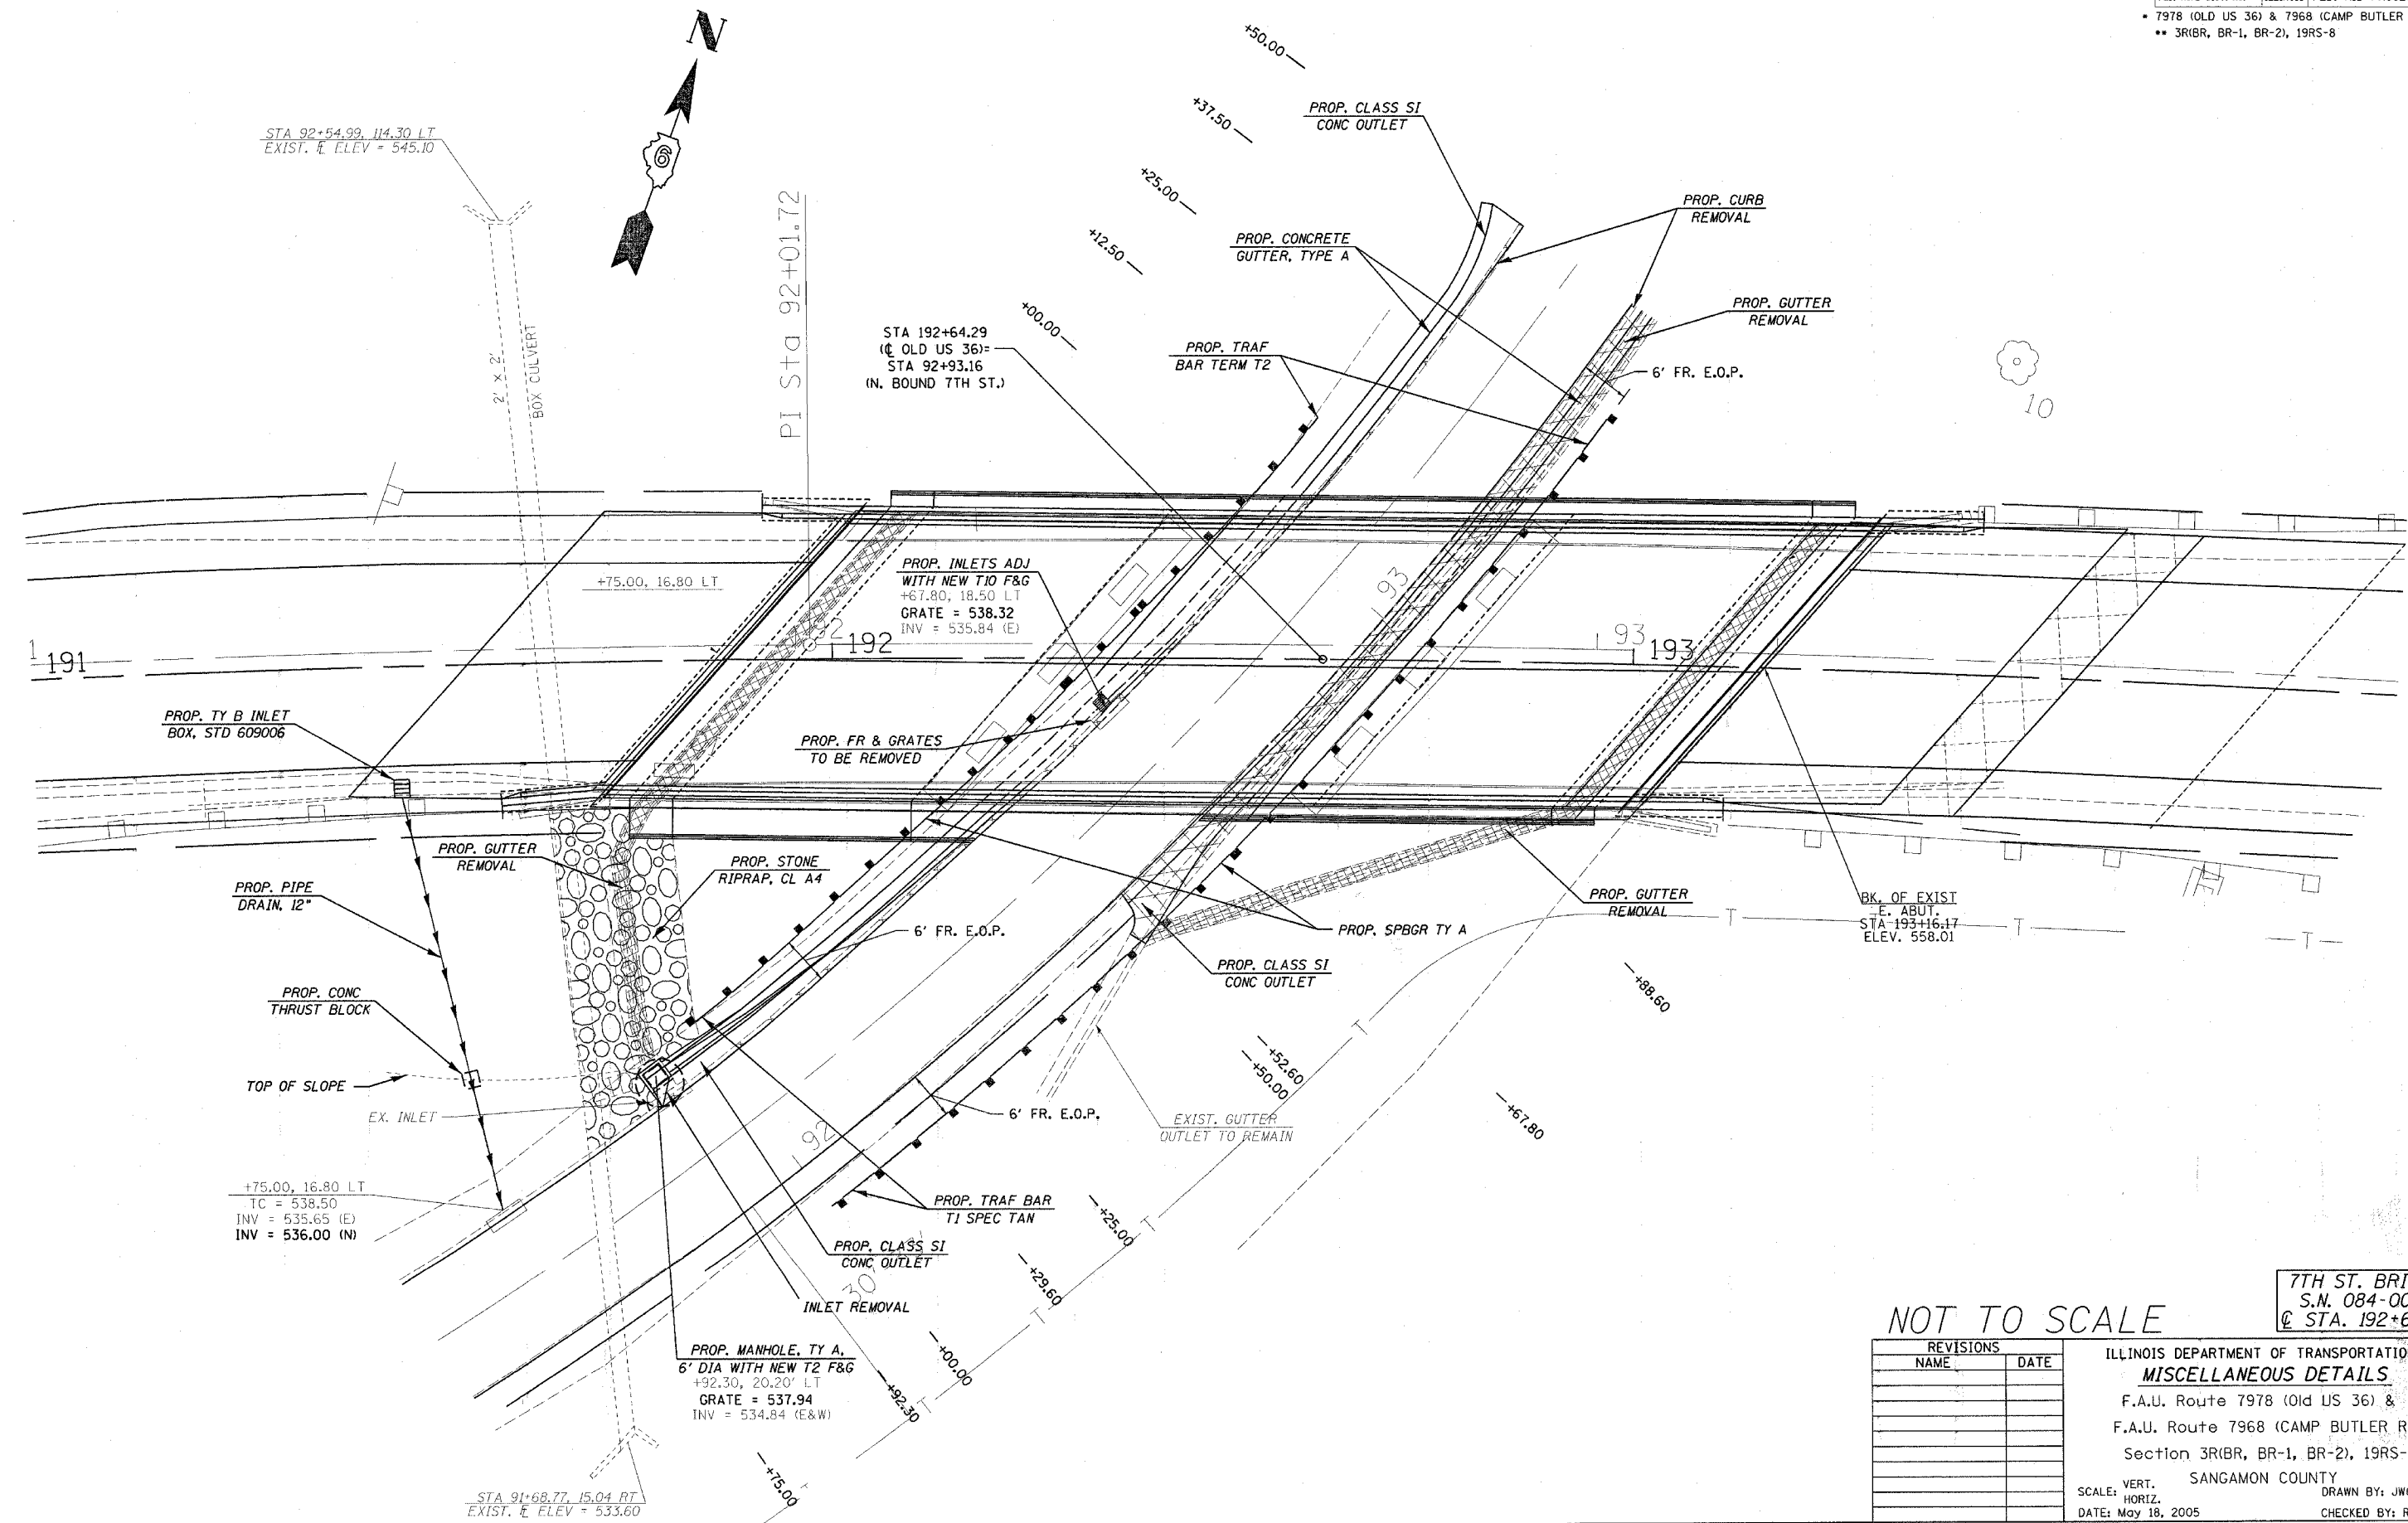 * 7978 (OLD US 36) & 7968 (CAMP BUTLER
** 3R(BR, BR-1, BR-2), 19RS-8
N
6
STA 92+54.99, 114.30 LT
EXIST. ℄ ELEV = 545.10
2' x 2'
BOX CULVERT
PI Sta 92+01.72
+50.00
+37.50
+25.00
+12.50
+00.00
PROP. CLASS SI
CONC OUTLET
PROP. CURB
REMOVAL
PROP. CONCRETE
GUTTER, TYPE A
PROP. GUTTER
REMOVAL
PROP. TRAF
BAR TERM T2
6' FR. E.O.P.
STA 192+64.29
(℄ OLD US 36)=
STA 92+93.16
(N. BOUND 7TH ST.)
10
+75.00, 16.80 LT
PROP. INLETS ADJ
WITH NEW T10 F&G
+67.80, 18.50 LT
GRATE = 538.32
INV = 535.84 (E)
1
191
92
192
93
93
193
PROP. TY B INLET
BOX, STD 609006
PROP. FR & GRATES
TO BE REMOVED
PROP. GUTTER
REMOVAL
PROP. STONE
RIPRAP, CL A4
PROP. PIPE
DRAIN, 12"
6' FR. E.O.P.
PROP. GUTTER
REMOVAL
PROP. SPBGR TY A
BK. OF EXIST
E. ABUT.
STA 193+16.17
ELEV. 558.01
T
T
T
PROP. CLASS SI
CONC OUTLET
PROP. CONC
THRUST BLOCK
+88.60
T
TOP OF SLOPE
EX. INLET
+52.60
+50.00
6' FR. E.O.P.
EXIST. GUTTER
OUTLET TO REMAIN
+67.80
92
+75.00, 16.80 LT
TC = 538.50
INV = 535.65 (E)
INV = 536.00 (N)
PROP. TRAF BAR
T1 SPEC TAN
+25.00
T
PROP. CLASS SI
CONC OUTLET
30'
+29.60
T
INLET REMOVAL
PROP. MANHOLE, TY A,
6' DIA WITH NEW T2 F&G
+92.30, 20.20' LT
GRATE = 537.94
INV = 534.84 (E&W)
+00.00
+92.30
T
+75.00
T
STA 91+68.77, 15.04 RT
EXIST. ℄ ELEV = 533.60
NOT TO SCALE
7TH ST. BRI
S.N. 084-00
℄ STA. 192+6
REVISIONS
NAME DATE
ILLINOIS DEPARTMENT OF TRANSPORTATIO
MISCELLANEOUS DETAILS
F.A.U. Route 7978 (Old US 36) &
F.A.U. Route 7968 (CAMP BUTLER R
Section 3R(BR, BR-1, BR-2), 19RS-
SANGAMON COUNTY
SCALE: VERT.
HORIZ.
DRAWN BY: JW
DATE: May 18, 2005
CHECKED BY: R